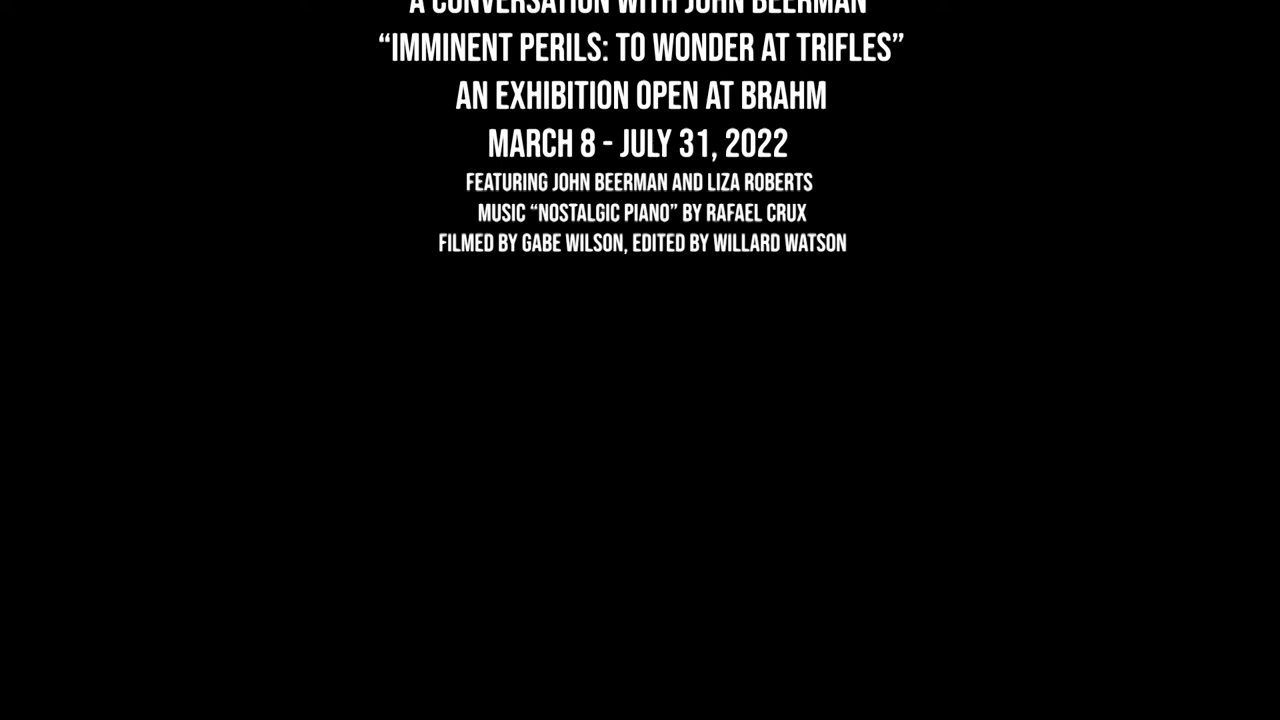 A CONVERSATION WITH JOHN BEERMAN
“IMMINENT PERILS: TO WONDER AT TRIFLES”
AN EXHIBITION OPEN AT BRAHM
MARCH 8 - JULY 31, 2022
FEATURING JOHN BEERMAN AND LIZA ROBERTS
MUSIC “NOSTALGIC PIANO” BY RAFAEL CRUX
FILMED BY GABE WILSON, EDITED BY WILLARD WATSON